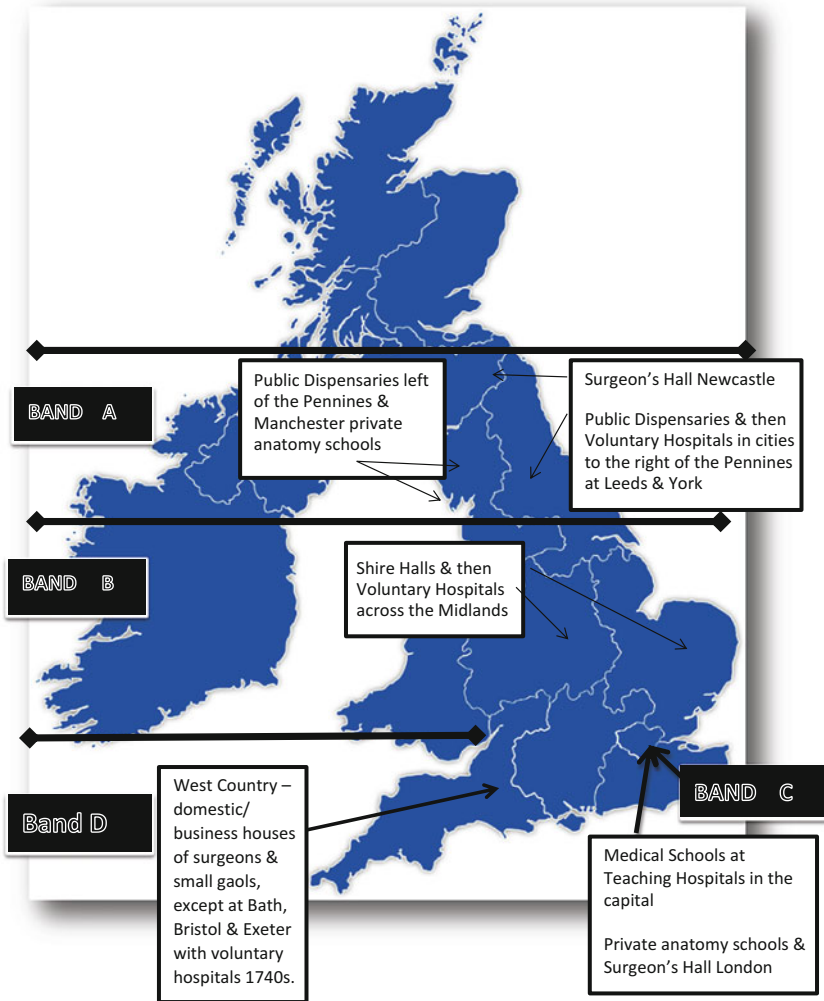 BAND A
Public Dispensaries left
of the Pennines &
Manchester private
anatomy schools
Surgeon’s Hall Newcastle
Public Dispensaries & then
Voluntary Hospitals in cities
to the right of the Pennines
at Leeds & York
BAND B
Shire Halls & then
Voluntary Hospitals
across the Midlands
Band D
West Country –
domestic/
business houses
of surgeons &
small gaols,
except at Bath,
Bristol & Exeter
with voluntary
hospitals 1740s.
BAND C
Medical Schools at
Teaching Hospitals in the
capital
Private anatomy schools &
Surgeon’s Hall London